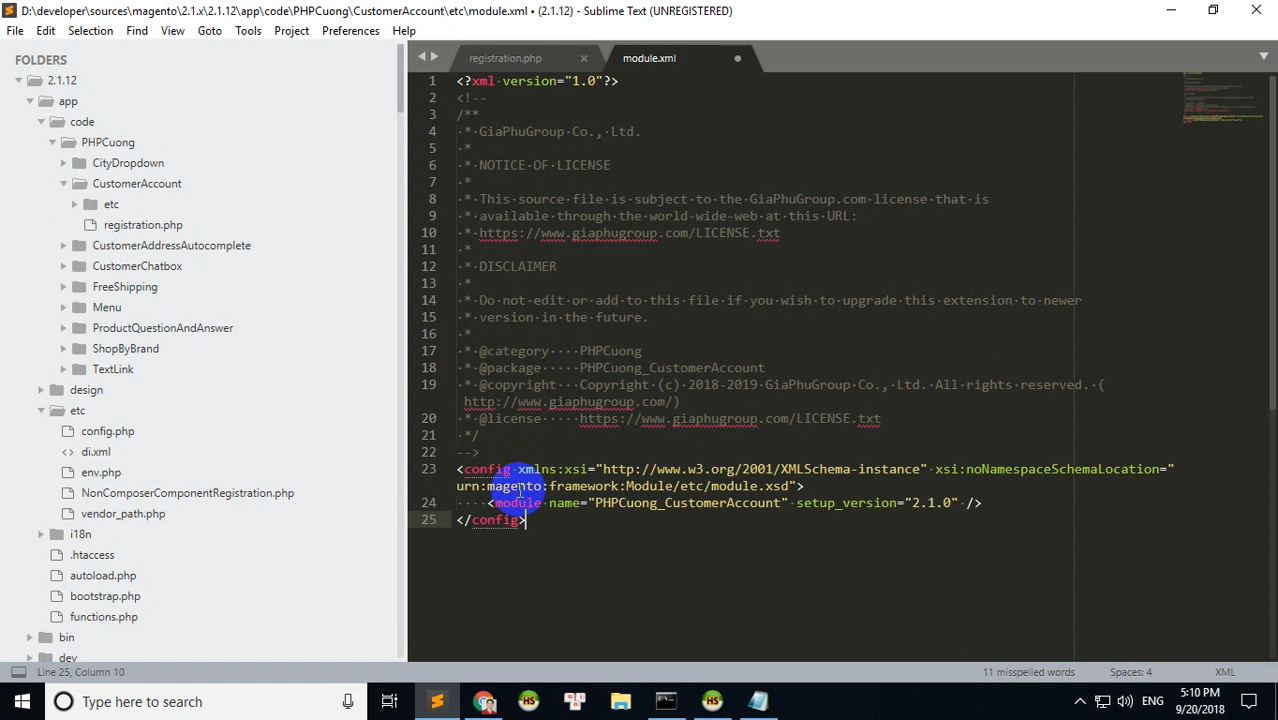 D:\developer\sources\magento\2.1.x\2.1.12\app\code\PHPCuong\CustomerAccount\etc\module.xml • (2.1.12) - Sublime Text (UNREGISTERED)
File Edit Selection Find View Goto Tools Project Preferences Help
FOLDERS
2.1.12
app
code
PHPCuong
CityDropdown
CustomerAccount
etc
registration.php
CustomerAddressAutocomplete
CustomerChatbox
FreeShipping
Menu
ProductQuestionAndAnswer
ShopByBrand
TextLink
design
etc
config.php
di.xml
env.php
NonComposerComponentRegistration.php
vendor_path.php
i18n
.htaccess
autoload.php
bootstrap.php
functions.php
bin
dev
registration.php
module.xml
1 <?xml·version="1.0"?>
2 <!--
3 /**
4 ·*·GiaPhuGroup·Co.,·Ltd.
5 ·*
6 ·*·NOTICE·OF·LICENSE
7 ·*
8 ·*·This·source·file·is·subject·to·the·GiaPhuGroup.com·license·that·is
9 ·*·available·through·the·world-wide-web·at·this·URL:
10 ·*·https://www.giaphugroup.com/LICENSE.txt
11 ·*
12 ·*·DISCLAIMER
13 ·*
14 ·*·Do·not·edit·or·add·to·this·file·if·you·wish·to·upgrade·this·extension·to·newer
15 ·*·version·in·the·future.
16 ·*
17 ·*·@category····PHPCuong
18 ·*·@package·····PHPCuong_CustomerAccount
19 ·*·@copyright···Copyright·(c)·2018-2019·GiaPhuGroup·Co.,·Ltd.·All·rights·reserved.·(
http://www.giaphugroup.com/)
20 ·*·@license·····https://www.giaphugroup.com/LICENSE.txt
21 ·*/
22 -->
23 <config·xmlns:xsi="http://www.w3.org/2001/XMLSchema-instance"·xsi:noNamespaceSchemaLocation="
urn:magento:framework:Module/etc/module.xsd">
24 ····<module·name="PHPCuong_CustomerAccount"·setup_version="2.1.0"·/>
25 </config>
Line 25, Column 10
11 misspelled words
Spaces: 4
XML
Type here to search
HS
HS
ENG
5:10 PM
9/20/2018